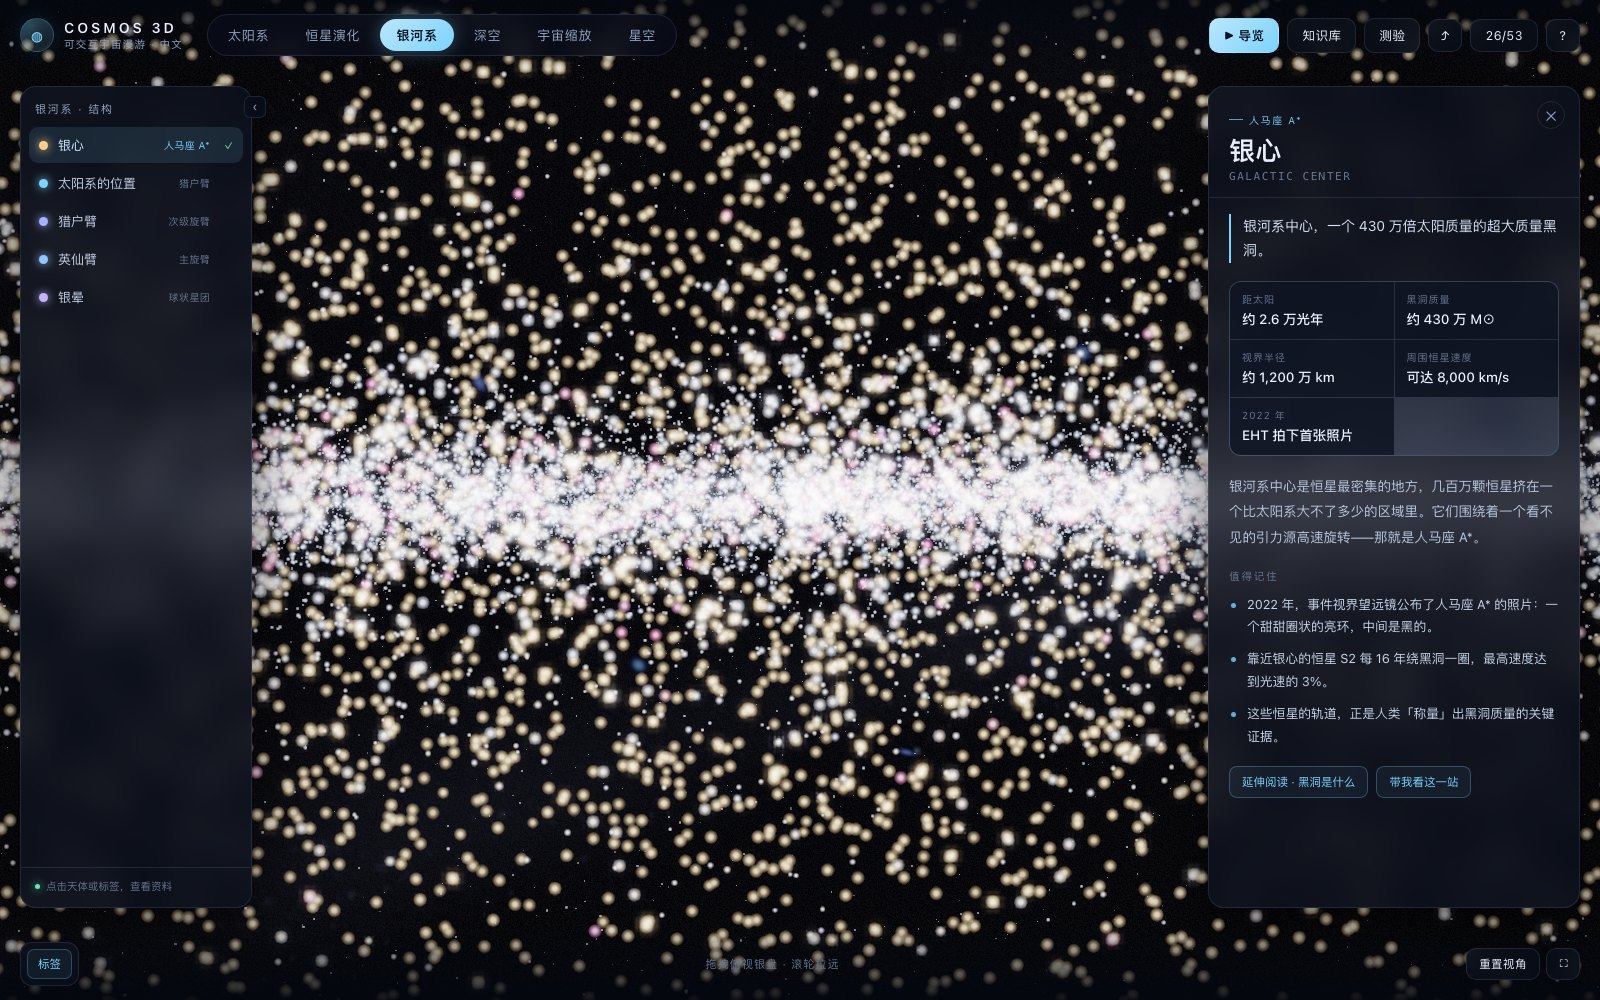 COSMOS 3D
可交互宇宙漫游 · 中文
太阳系
恒星演化
银河系
深空
宇宙缩放
星空
▶ 导览
知识库
测验
26/53
?
银河系 · 结构
银心
人马座 A* ✓
太阳系的位置
猎户臂
猎户臂
次级旋臂
英仙臂
主旋臂
银晕
球状星团
点击天体或标签，查看资料
标签
人马座 A*
银心
GALACTIC CENTER
银河系中心，一个 430 万倍太阳质量的超大质量黑
洞。
距太阳
约 2.6 万光年
黑洞质量
约 430 万 M☉
视界半径
约 1,200 万 km
周围恒星速度
可达 8,000 km/s
2022 年
EHT 拍下首张照片
银河系中心是恒星最密集的地方，几百万颗恒星挤在一
个比太阳系大不了多少的区域里。它们围绕着一个看不
见的引力源高速旋转——那就是人马座 A*。
值得记住
2022 年，事件视界望远镜公布了人马座 A* 的照片：一
个甜甜圈状的亮环，中间是黑的。
靠近银心的恒星 S2 每 16 年绕黑洞一圈，最高速度达
到光速的 3%。
这些恒星的轨道，正是人类「称量」出黑洞质量的关键
证据。
延伸阅读 · 黑洞是什么
带我看这一站
拖拽俯视银盘 · 滚轮拉远
重置视角